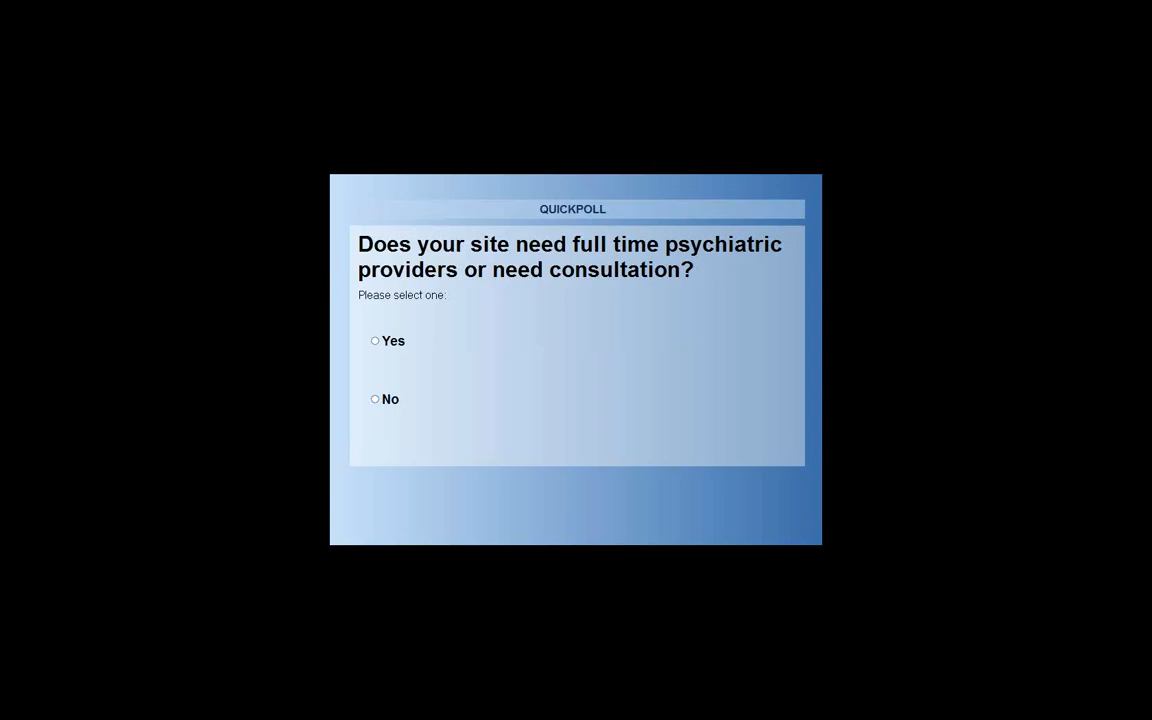 QUICKPOLL
Does your site need full time psychiatric
providers or need consultation?
Please select one:
Yes
No